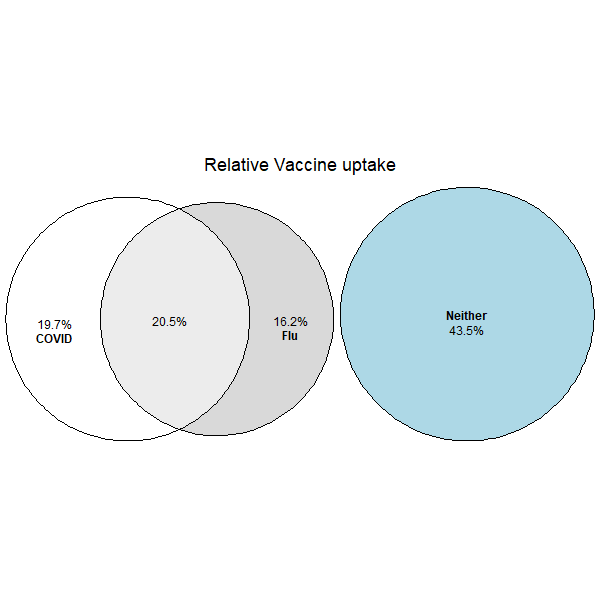 Relative Vaccine uptake
19.7%
COVID
20.5%
16.2%
Flu
Neither
43.5%